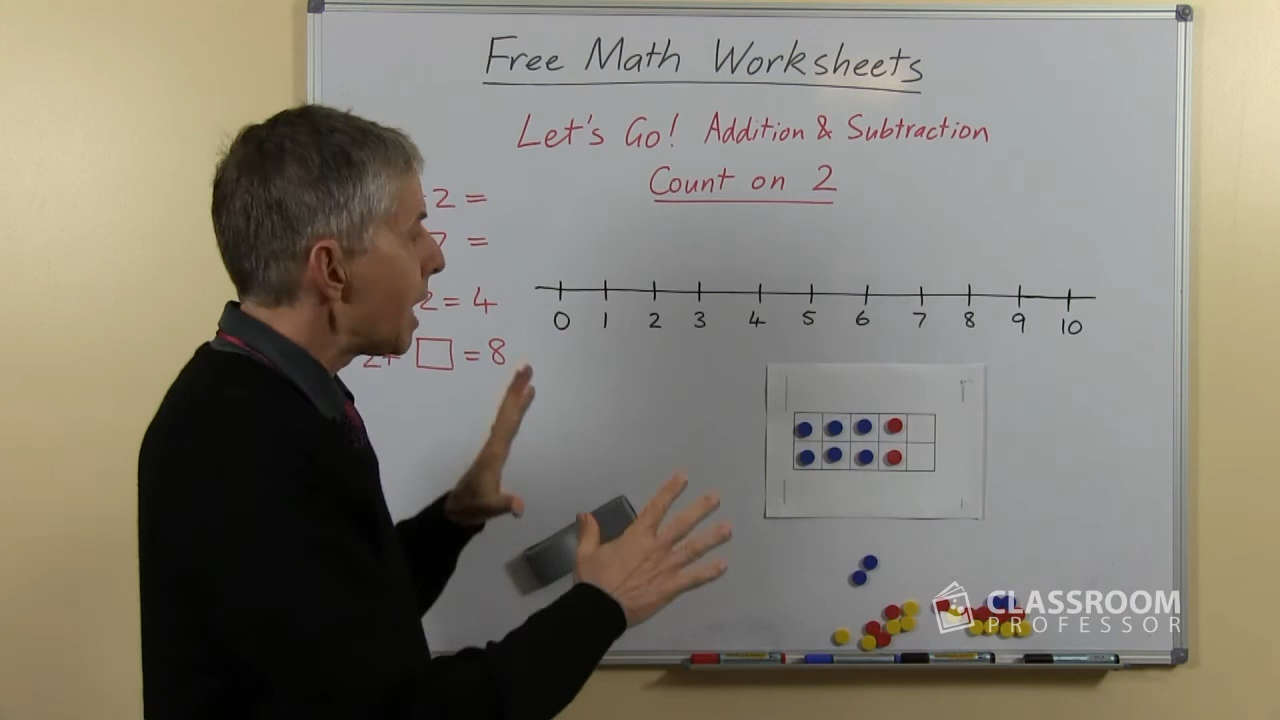 Free Math Worksheets
Let's Go! Addition & Subtraction
Count on 2
2 =
7 =
2 = 4
2+ □ = 8
0 1 2 3 4 5 6 7 8 9 10
CLASSROOM
PROFESSOR